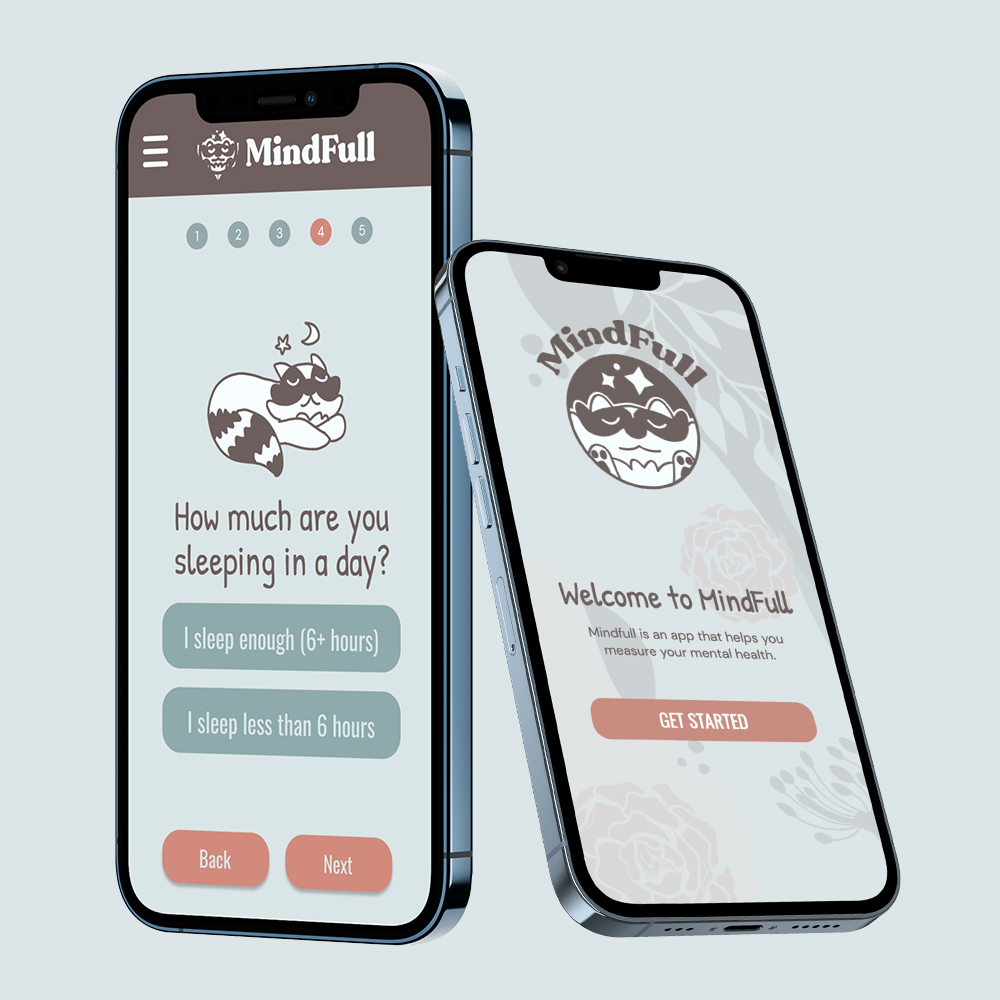 MindFull
1 2 3 4 5
How much are you
sleeping in a day?
I sleep enough (6+ hours)
I sleep less than 6 hours
Back Next
MindFull
Welcome to MindFull
Mindfull is an app that helps you
measure your mental health.
GET STARTED